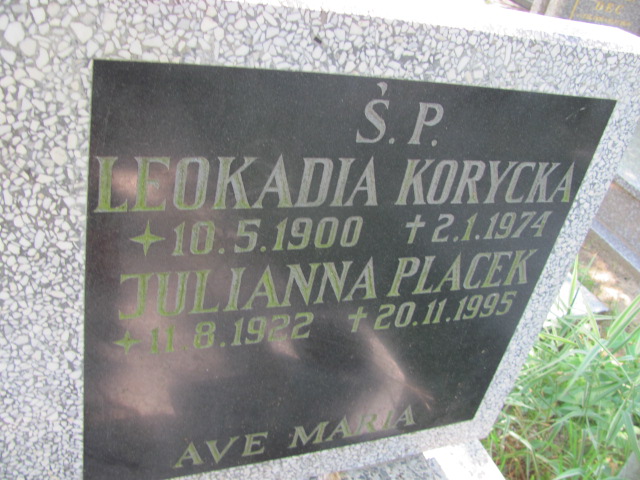 Ś. P.
LEOKADIA KORYCKA
10.5.1900 †2.1.1974
JULIANNA PLACEK
11.8.1922 †20.11.1995
AVE MARIA